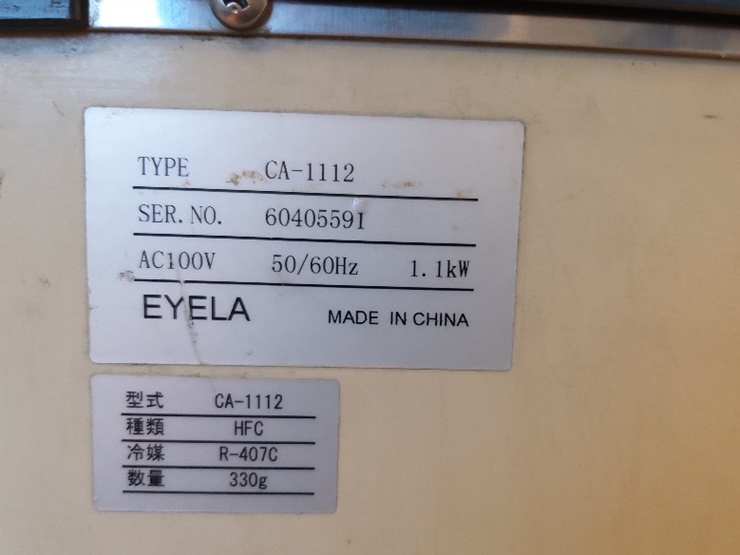 TYPE CA-1112
SER. NO. 60405591
AC100V 50/60Hz 1.1kW
EYELA MADE IN CHINA
型式 CA-1112
種類 HFC
冷媒 R-407C
数量 330g